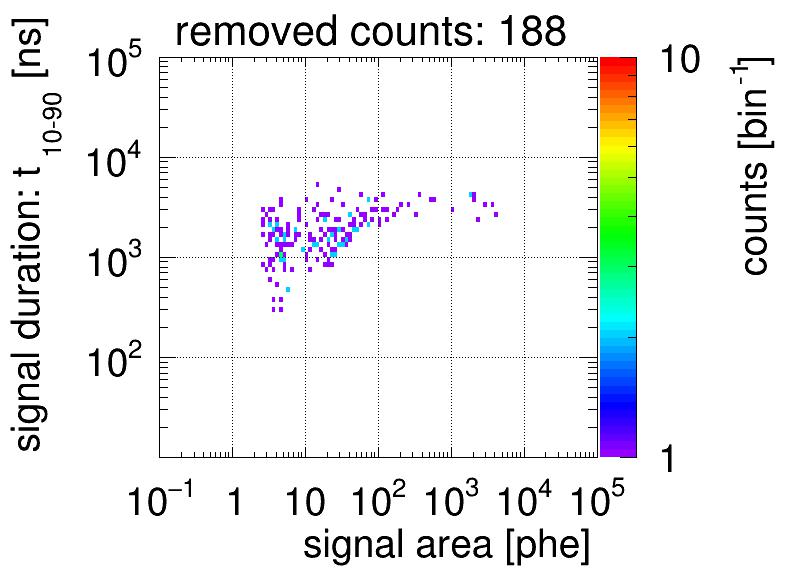 removed counts: 188
signal duration: t 10-90 [ns]
10^5
10^4
10^3
10^2
10^-1 1 10 10^2 10^3 10^4 10^5
signal area [phe]
10
1
counts [bin^-1]